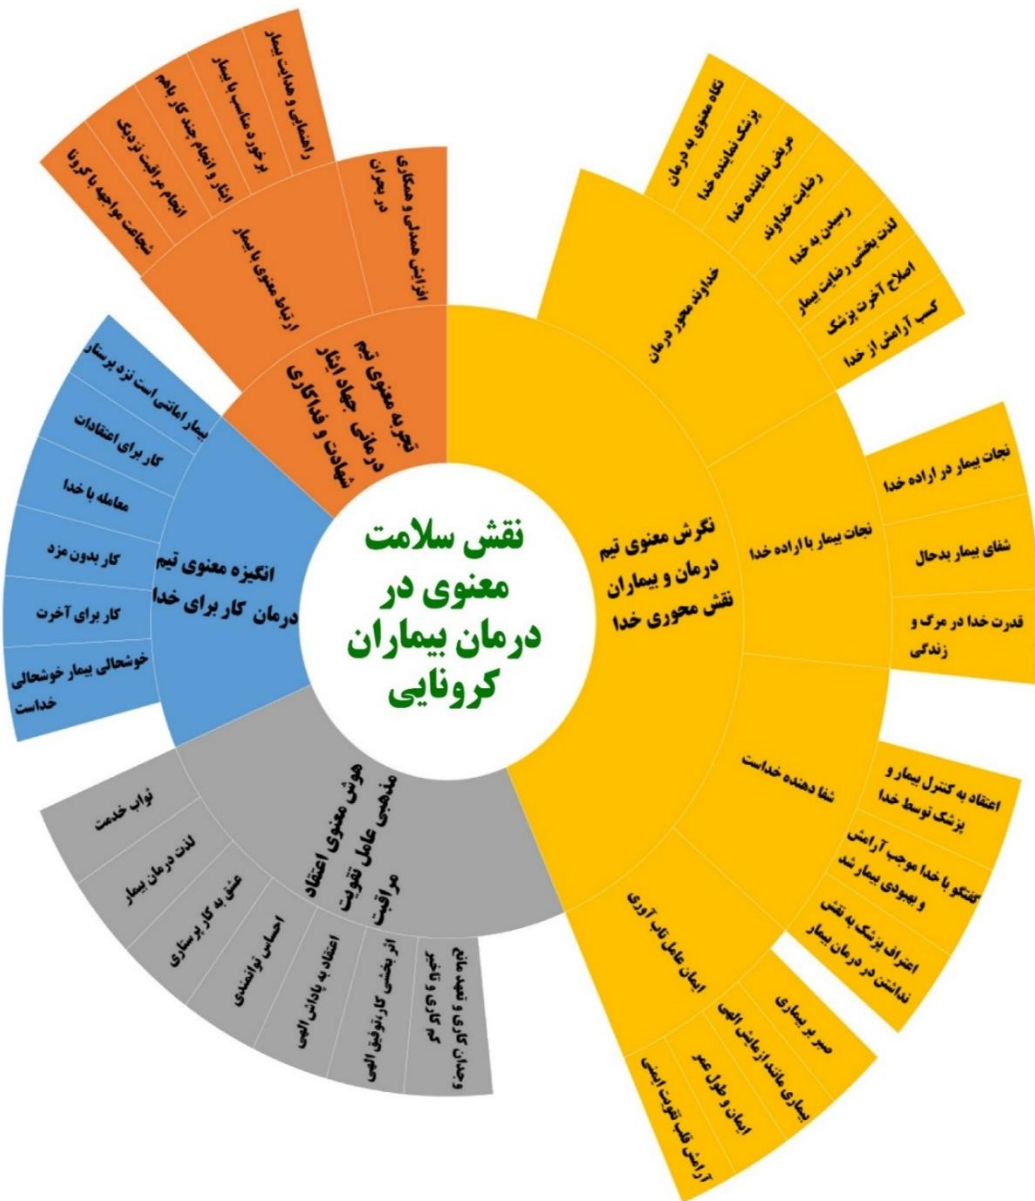 نقش سلامت
معنوی در
درمان بیماران
کرونایی
نگرش معنوی تیم
درمان و بیماران
نقش محوری خدا
خداوند محور درمان
نگاه معنوی به درمان
پزشک نماینده خدا
مریض نماینده خدا
رضایت خداوند
رسیدن به خدا
لذت بخشی رضایت بیمار
اصلاح آخرت پزشک
کسب آرامش از خدا
نجات بیمار با اراده خدا
نجات بیمار در اراده خدا
شفای بیمار بدحال
قدرت خدا در مرگ و
زندگی
شفا دهنده خداست
اعتقاد به کنترل بیمار و
پزشک توسط خدا
گفتگو با خدا موجب آرامش
و بهبودی بیمار شد
اعتراف پزشک به نقش
نداشتن در درمان بیمار
ایمان عامل تاب آوری
صبر بر بیماری
بیماری مانند ازمایش الهی
ایمان و طول عمر
آرامش قلب تقویت ایمنی
هوش معنوی اعتقاد
مذهبی عامل تقویت
مراقبت
وجدان کاری و تعهد مانع
کم کاری و تاخیر
اثر بخشی کار،توفیق الهی
اعتقاد به پاداش الهی
احساس توانمندی
عشق به کار پرستاری
لذت درمان بیمار
ثواب خدمت
انگیزه معنوی تیم
درمان کار برای خدا
خوشحالی بیمار خوشحالی
خداست
کار برای آخرت
کار بدون مزد
معامله با خدا
کار برای اعتقادات
بیمار امانتی است نزد پرستار
تجربه معنوی تیم
درمانی جهاد ایثار
شهادت و فداکاری
ارتباط معنوی با بیمار
شجاعت مواجهه با کرونا
انجام مراقبت نزدیک
ایثار و انجام چند کار باهم
برخورد مناسب با بیمار
راهنمایی و هدایت بیمار
افزایش همدلی و همکاری
در بحران